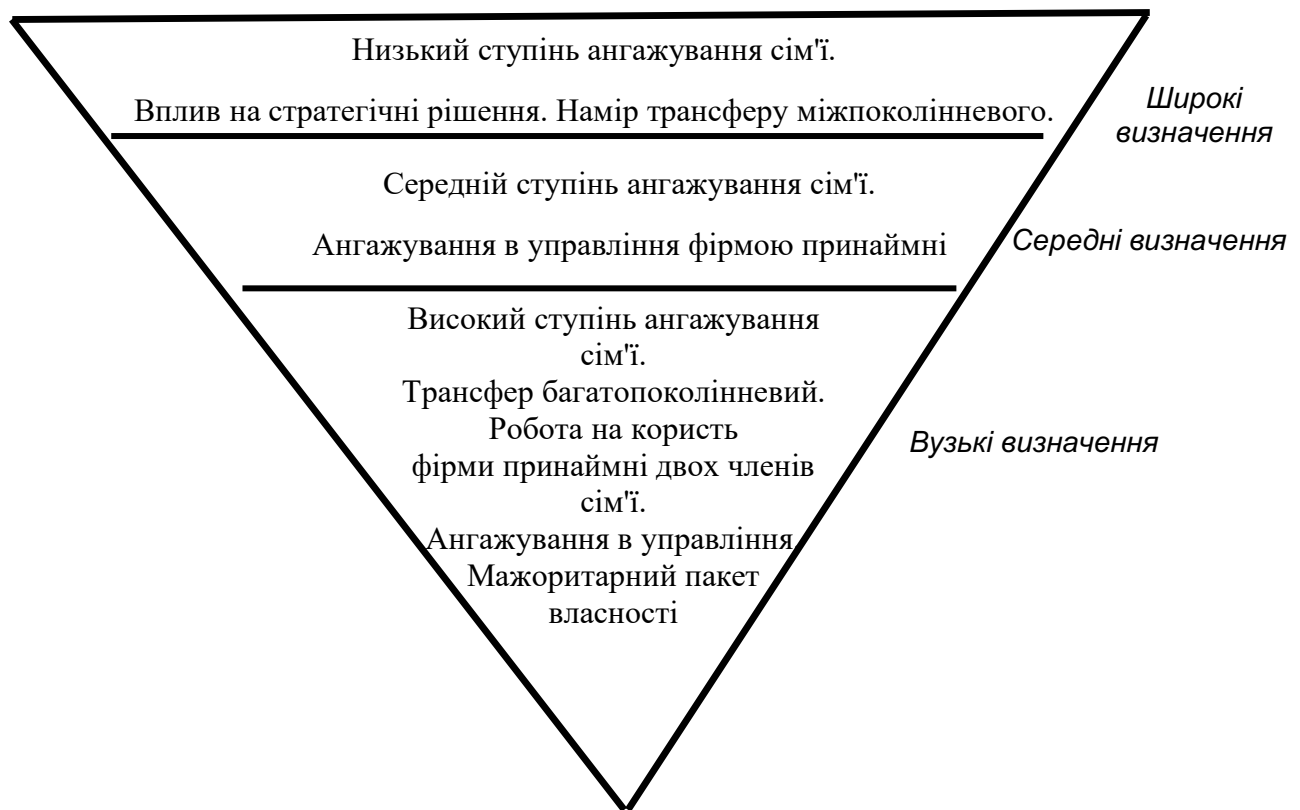 Низький ступінь ангажування сім'ї.
Вплив на стратегічні рішення. Намір трансферу міжпоколінневого.
Широкі
визначення
Середній ступінь ангажування сім'ї.
Ангажування в управління фірмою принаймні
Середні визначення
Високий ступінь ангажування
сім'ї.
Трансфер багатопоколінневий.
Робота на користь
фірми принаймні двох членів
сім'ї.
Ангажування в управління
Мажоритарний пакет
власності
Вузькі визначення